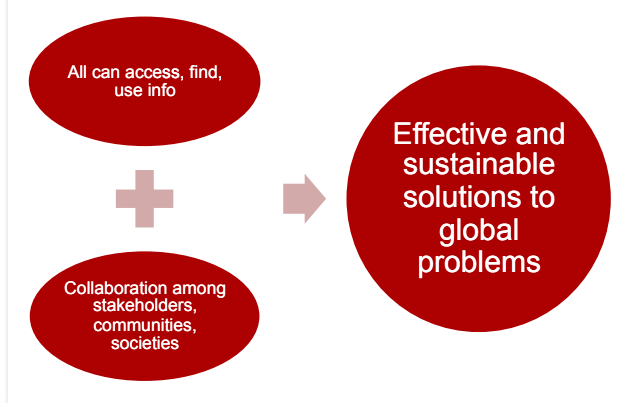 All can access, find,
use info
Collaboration among
stakeholders,
communities,
societies
Effective and
sustainable
solutions to
global
problems